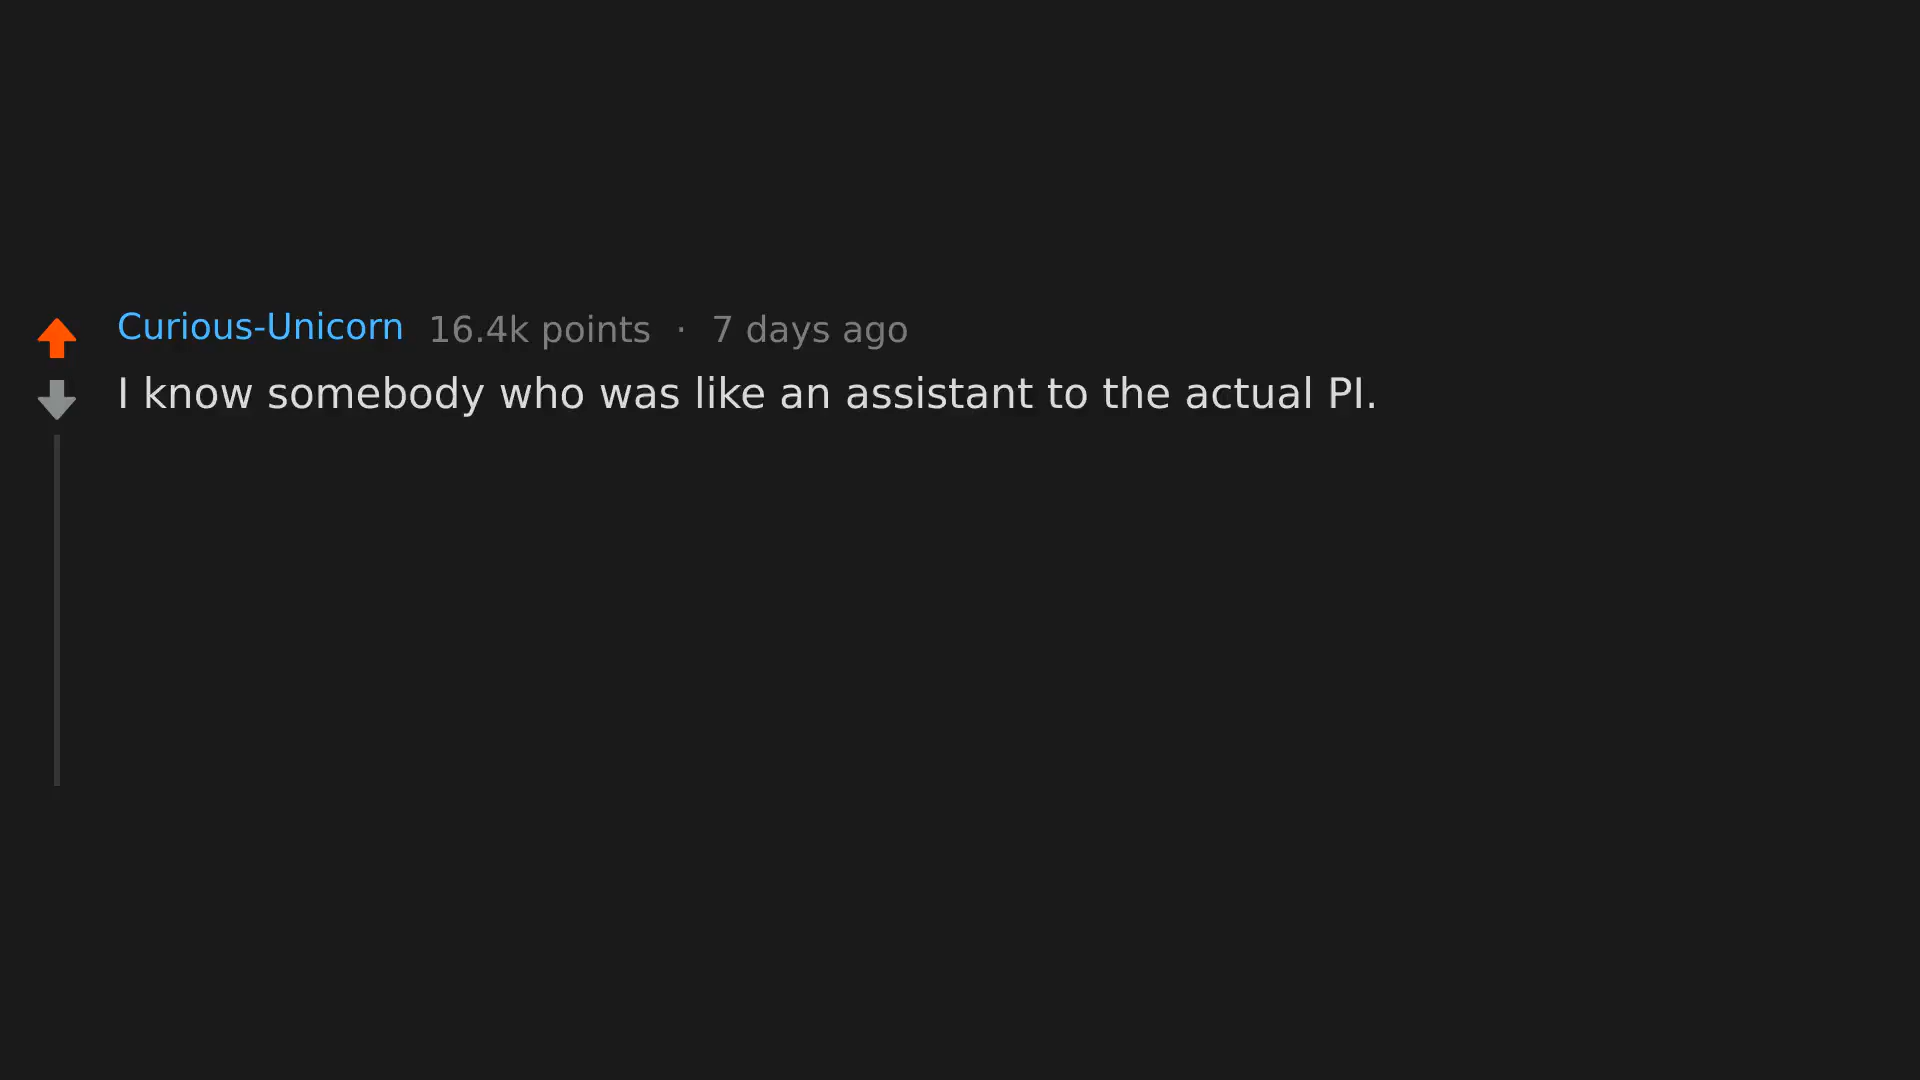 Curious-Unicorn 16.4k points · 7 days ago
I know somebody who was like an assistant to the actual PI.